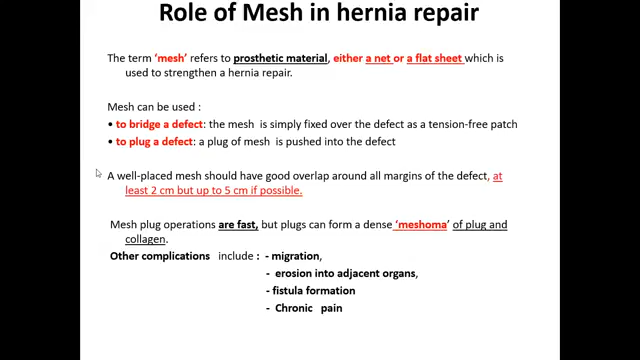 Role of Mesh in hernia repair
The term ‘mesh’ refers to prosthetic material, either a net or a flat sheet which is
used to strengthen a hernia repair.
Mesh can be used :
• to bridge a defect: the mesh is simply fixed over the defect as a tension-free patch
• to plug a defect: a plug of mesh is pushed into the defect
A well-placed mesh should have good overlap around all margins of the defect, at
least 2 cm but up to 5 cm if possible.
Mesh plug operations are fast, but plugs can form a dense ‘meshoma’ of plug and
collagen.
Other complications include : - migration,
- erosion into adjacent organs,
- fistula formation
- Chronic pain